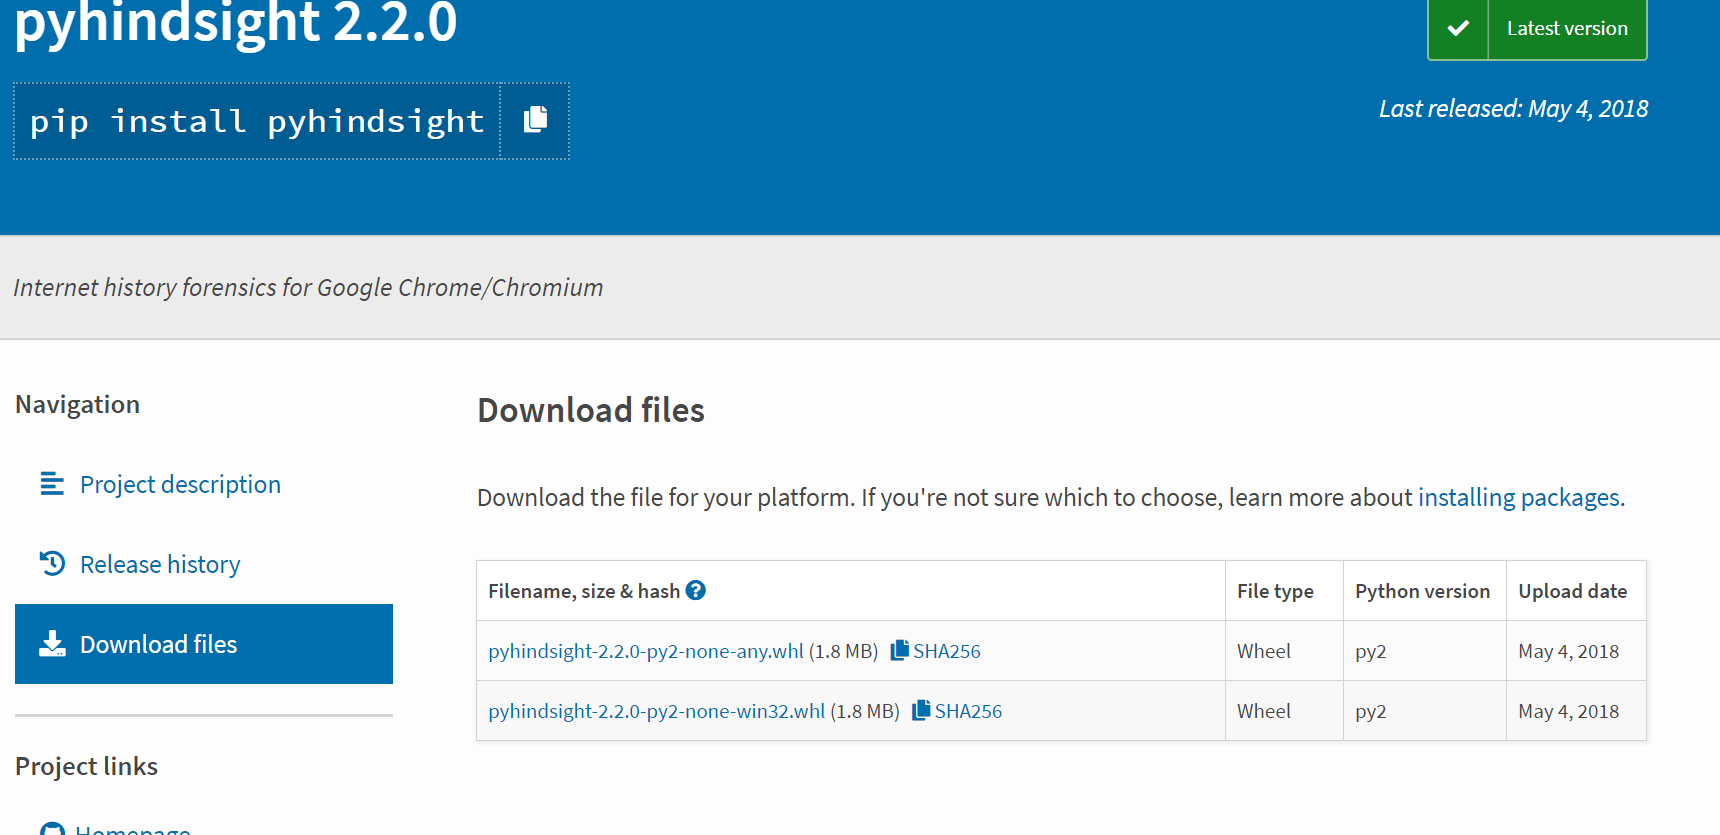 pyhindsight 2.2.0
Latest version
pip install pyhindsight
Last released: May 4, 2018
Internet history forensics for Google Chrome/Chromium
Navigation
Project description
Release history
Download files
Project links
Homepage
Download files
Download the file for your platform. If you're not sure which to choose, learn more about installing packages.
Filename, size & hash ? File type Python version Upload date
pyhindsight-2.2.0-py2-none-any.whl (1.8 MB) SHA256 Wheel py2 May 4, 2018
pyhindsight-2.2.0-py2-none-win32.whl (1.8 MB) SHA256 Wheel py2 May 4, 2018